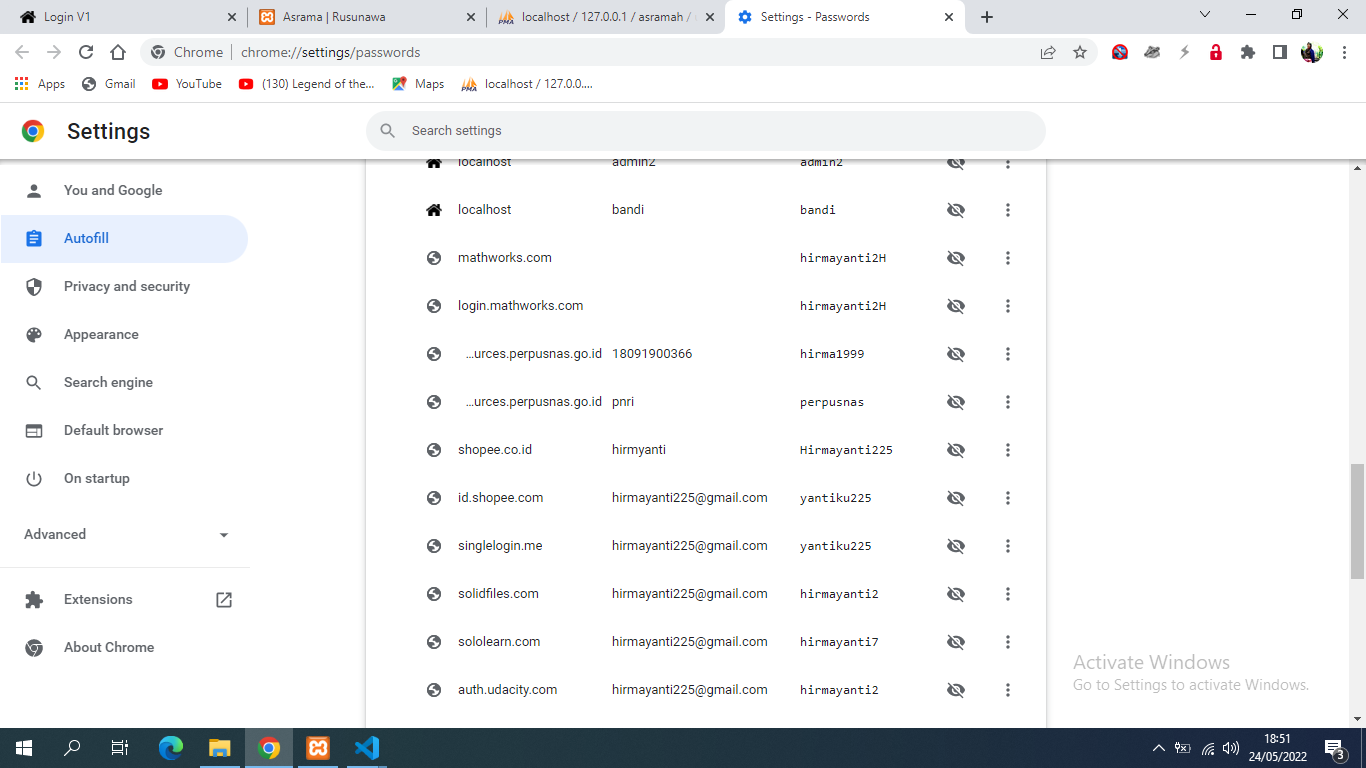 Login V1
Asrama | Rusunawa
localhost / 127.0.0.1 / asramah /
Settings - Passwords
Chrome
chrome://settings/passwords
Apps
Gmail
YouTube
(130) Legend of the...
Maps
localhost / 127.0.0....
Settings
Search settings
You and Google
Autofill
Privacy and security
Appearance
Search engine
Default browser
On startup
Advanced
Extensions
About Chrome
localhost admin2 admin2
localhost bandi bandi
mathworks.com hirmayanti2H
login.mathworks.com hirmayanti2H
...urces.perpusnas.go.id 18091900366 hirma1999
...urces.perpusnas.go.id pnri perpusnas
shopee.co.id hirmyanti Hirmayanti225
id.shopee.com hirmayanti225@gmail.com yantiku225
singlelogin.me hirmayanti225@gmail.com yantiku225
solidfiles.com hirmayanti225@gmail.com hirmayanti2
sololearn.com hirmayanti225@gmail.com hirmayanti7
auth.udacity.com hirmayanti225@gmail.com hirmayanti2
Activate Windows
Go to Settings to activate Windows.
18:51
24/05/2022
3